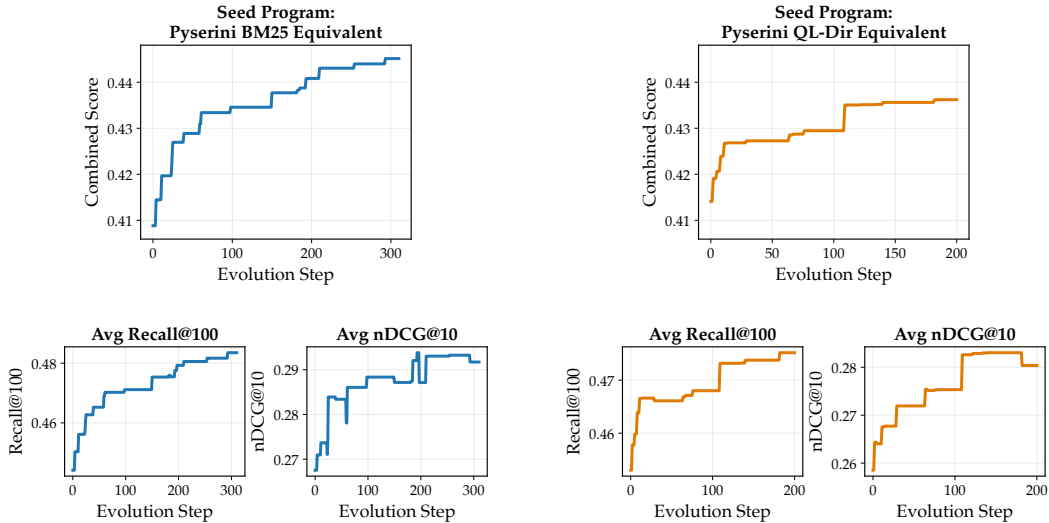 Seed Program:
Pyserini BM25 Equivalent
Combined Score
0.44
0.43
0.42
0.41
0
100
200
300
Evolution Step
Seed Program:
Pyserini QL-Dir Equivalent
Combined Score
0.44
0.43
0.42
0.41
0
50
100
150
200
Evolution Step
Avg Recall@100
Recall@100
0.48
0.46
0
100
200
300
Evolution Step
Avg nDCG@10
nDCG@10
0.29
0.28
0.27
0
100
200
300
Evolution Step
Avg Recall@100
Recall@100
0.47
0.46
0
100
200
Evolution Step
Avg nDCG@10
nDCG@10
0.28
0.27
0.26
0
100
200
Evolution Step